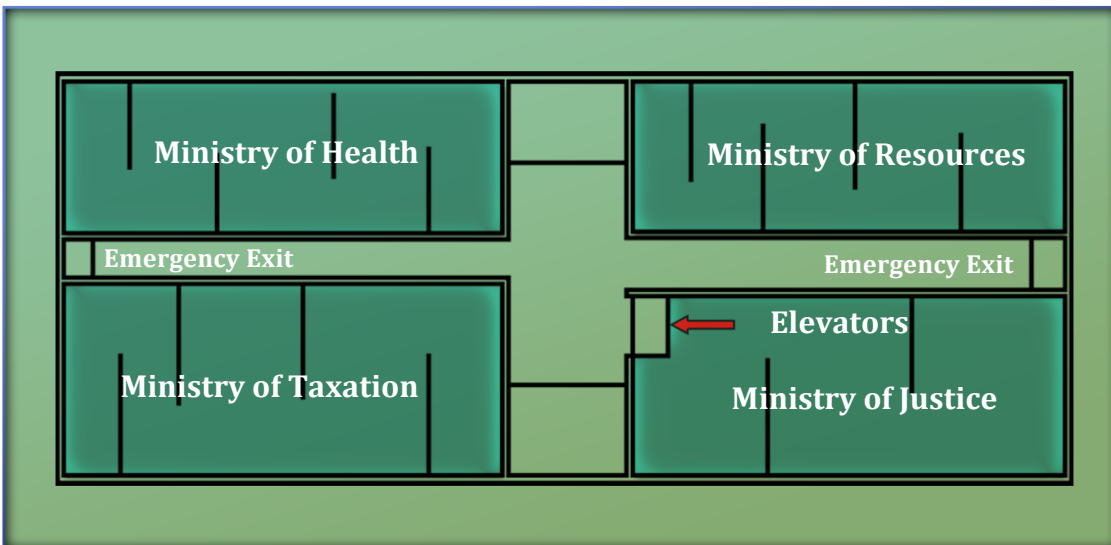 Ministry of Health
Ministry of Resources
Emergency Exit
Emergency Exit
Elevators
Ministry of Taxation
Ministry of Justice